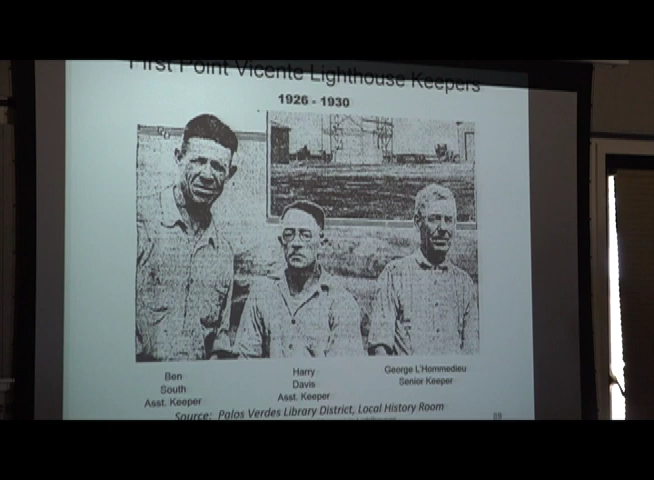 First Point Vicente Lighthouse Keepers
1926 - 1930
Ben
South
Asst. Keeper
Harry
Davis
Asst. Keeper
George L'Hommedieu
Senior Keeper
Source: Palos Verdes Library District, Local History Room